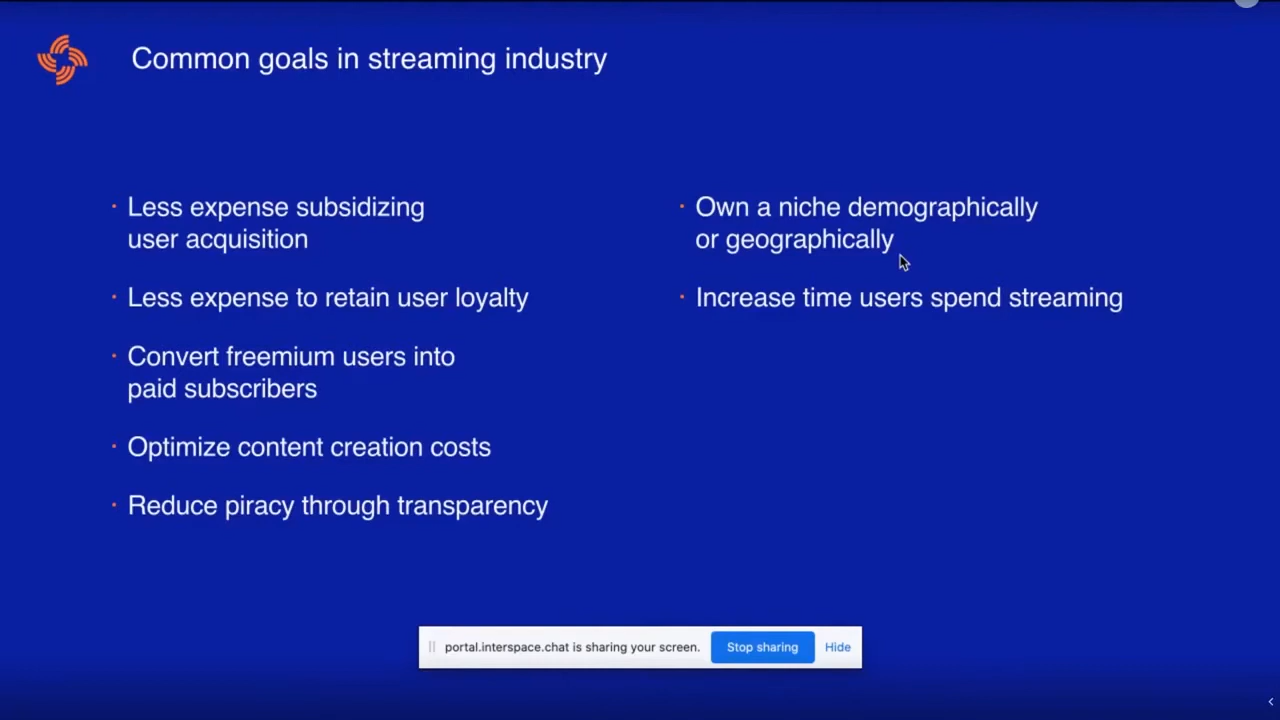 Common goals in streaming industry
· Less expense subsidizing
user acquisition
· Less expense to retain user loyalty
· Convert freemium users into
paid subscribers
· Optimize content creation costs
· Reduce piracy through transparency
· Own a niche demographically
or geographically
· Increase time users spend streaming
portal.interspace.chat is sharing your screen. Stop sharing Hide